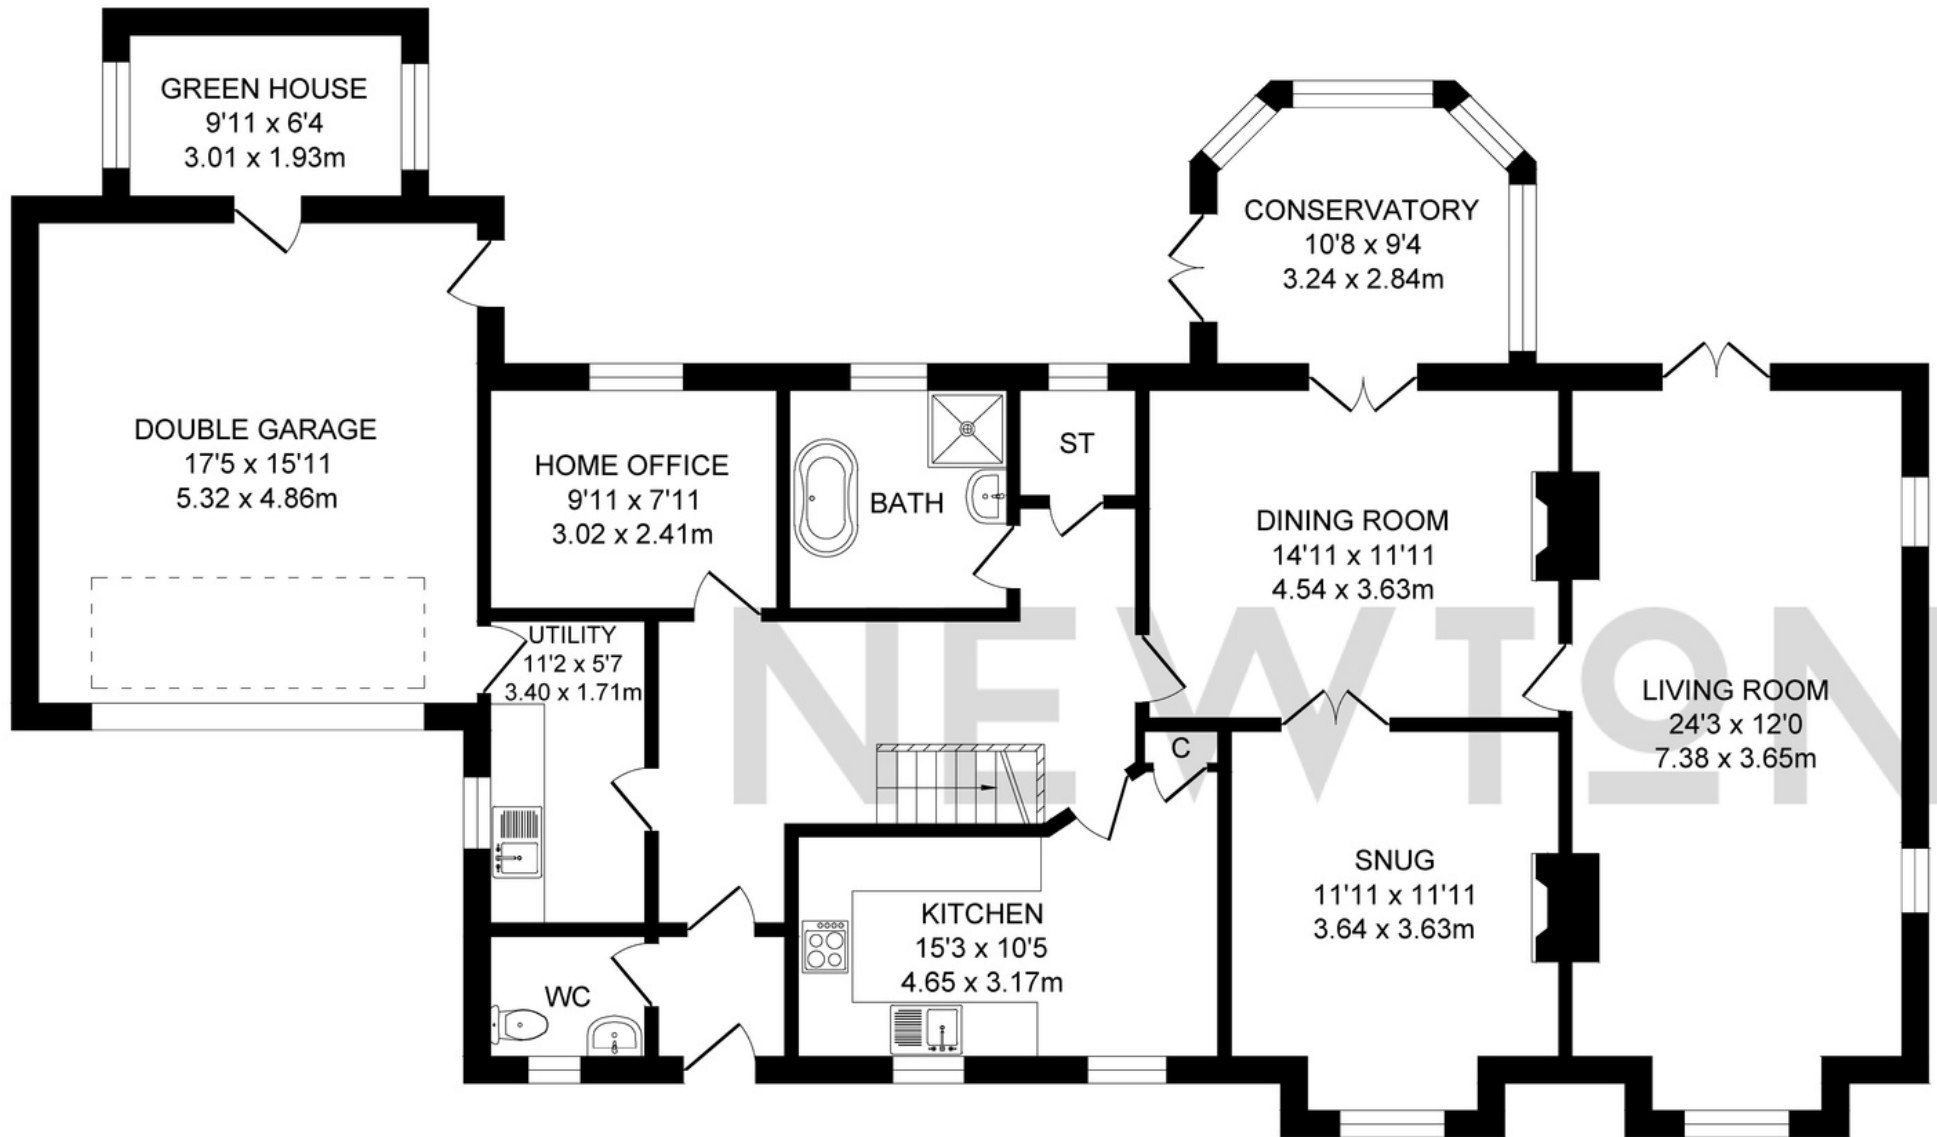 GREEN HOUSE
9'11 x 6'4
3.01 x 1.93m
CONSERVATORY
10'8 x 9'4
3.24 x 2.84m
DOUBLE GARAGE
17'5 x 15'11
5.32 x 4.86m
HOME OFFICE
9'11 x 7'11
3.02 x 2.41m
BATH
ST
DINING ROOM
14'11 x 11'11
4.54 x 3.63m
UTILITY
11'2 x 5'7
3.40 x 1.71m
NEWTON
LIVING ROOM
24'3 x 12'0
7.38 x 3.65m
C
SNUG
11'11 x 11'11
3.64 x 3.63m
KITCHEN
15'3 x 10'5
4.65 x 3.17m
WC